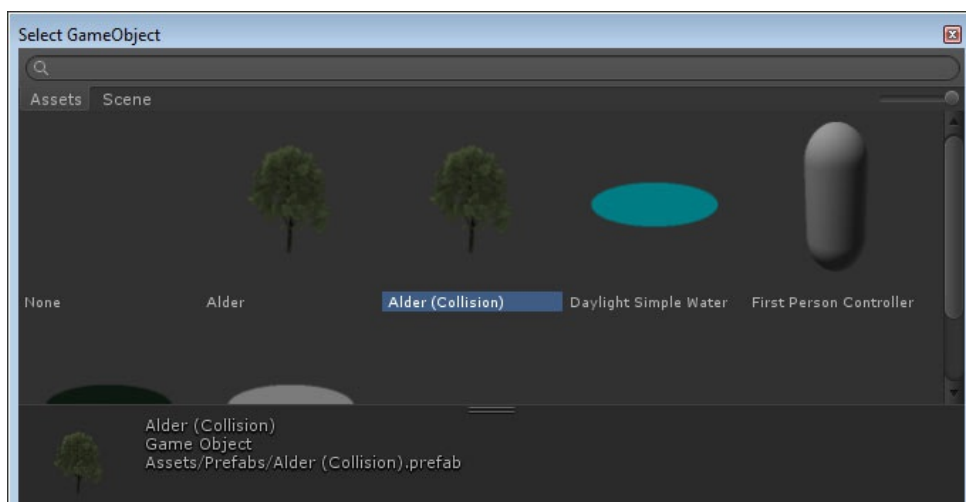 Select GameObject
Assets Scene
None Alder Alder (Collision) Daylight Simple Water First Person Controller
Alder (Collision)
Game Object
Assets/Prefabs/Alder (Collision).prefab